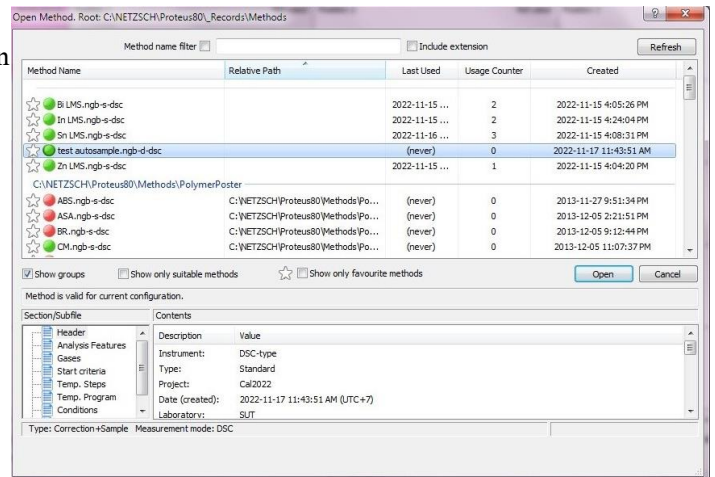 Open Method. Root: C:\NETZSCH\Proteus80\_Records\Methods
Method name filter Include extension Refresh
Method Name Relative Path Last Used Usage Counter Created
Bi LMS.ngb-s-dsc 2022-11-15 ... 2 2022-11-15 4:05:26 PM
In LMS.ngb-s-dsc 2022-11-15 ... 2 2022-11-15 4:24:04 PM
Sn LMS.ngb-s-dsc 2022-11-16 ... 3 2022-11-15 4:08:31 PM
test autosample.ngb-d-dsc (never) 0 2022-11-17 11:43:51 AM
Zn LMS.ngb-s-dsc 2022-11-15 ... 1 2022-11-15 4:04:20 PM
C:\NETZSCH\Proteus80\Methods\PolymerPoster
ABS.ngb-s-dsc C:\NETZSCH\Proteus80\Methods\Po... (never) 0 2013-11-27 9:51:34 PM
ASA.ngb-s-dsc C:\NETZSCH\Proteus80\Methods\Po... (never) 0 2013-12-05 2:21:51 PM
BR.ngb-s-dsc C:\NETZSCH\Proteus80\Methods\Po... (never) 0 2013-12-05 9:12:44 PM
CM.ngb-s-dsc C:\NETZSCH\Proteus80\Methods\Po... (never) 0 2013-12-05 11:07:37 PM
Show groups Show only suitable methods Show only favourite methods Open Cancel
Method is valid for current configuration.
Section/Subfile Contents
Header Description Value
Analysis Features Instrument: DSC-type
Gases Type: Standard
Start criteria Project: Cal2022
Temp. Steps Date (created): 2022-11-17 11:43:51 AM (UTC+7)
Temp. Program Laboratory: SUT
Conditions
Type: Correction+Sample Measurement mode: DSC